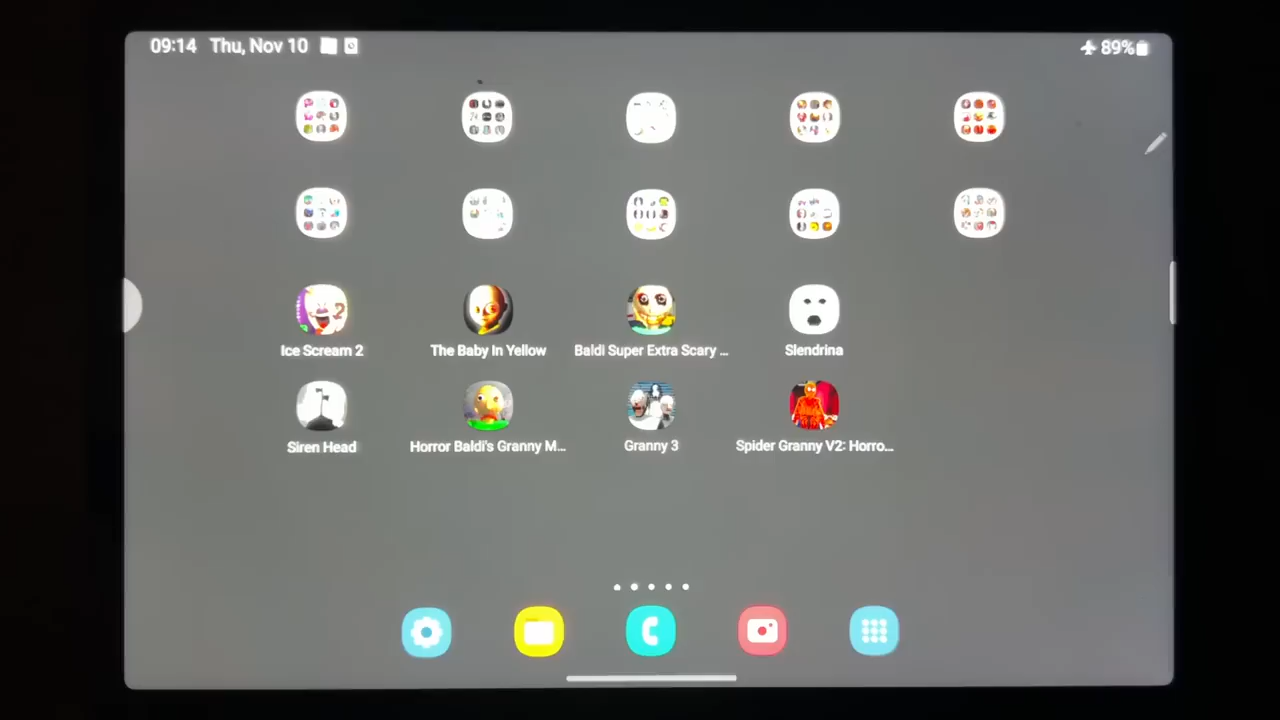 09:14 Thu, Nov 10
89%
Ice Scream 2
The Baby In Yellow
Baldi Super Extra Scary ...
Slendrina
Siren Head
Horror Baldi's Granny M...
Granny 3
Spider Granny V2: Horro...